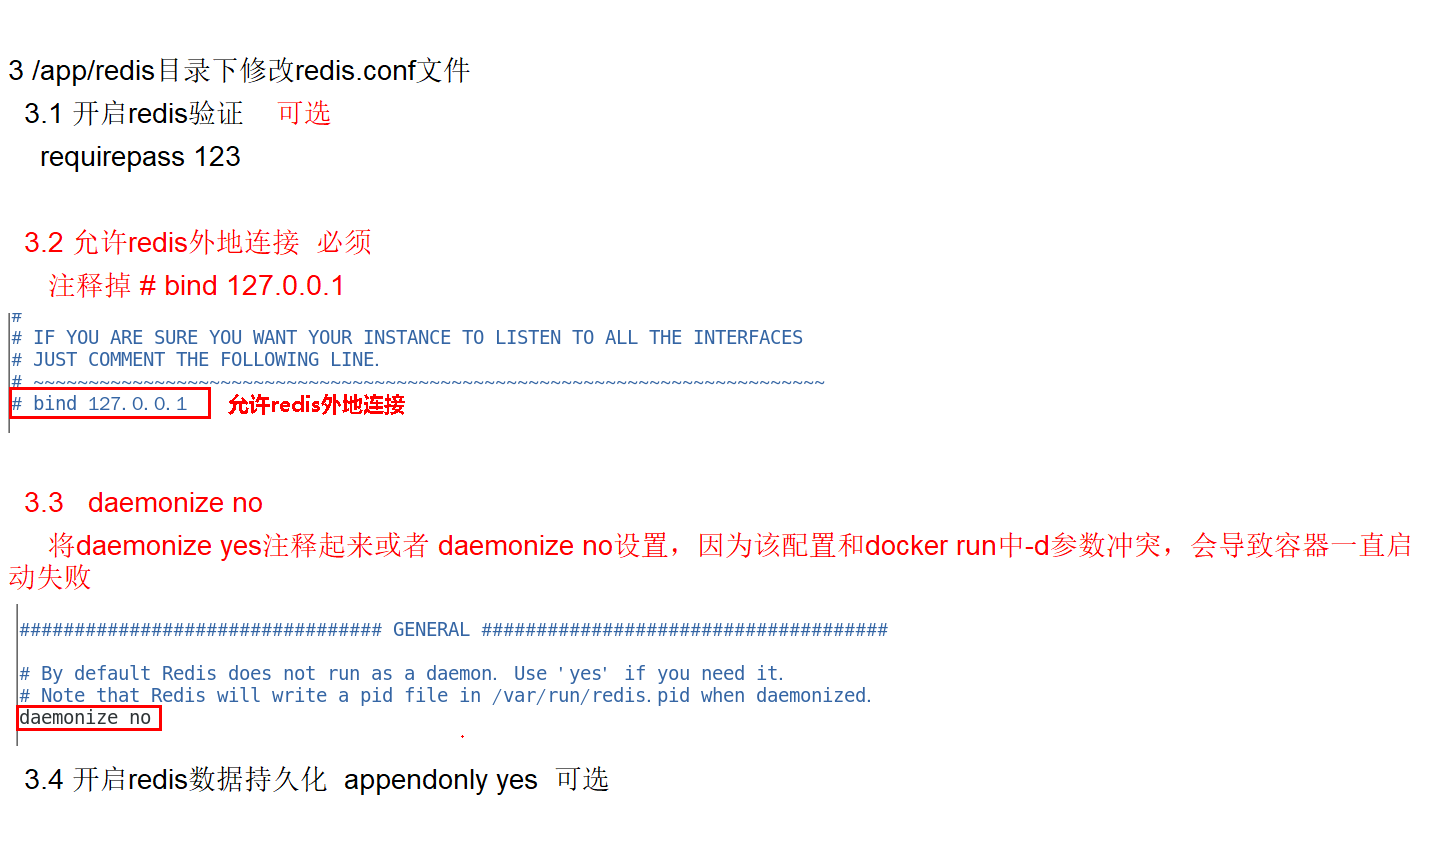 3 /app/redis目录下修改redis.conf文件
3.1 开启redis验证 可选
requirepass 123
3.2 允许redis外地连接 必须
注释掉 # bind 127.0.0.1
#
# IF YOU ARE SURE YOU WANT YOUR INSTANCE TO LISTEN TO ALL THE INTERFACES
# JUST COMMENT THE FOLLOWING LINE.
# ~~~~~~~~~~~~~~~~~~~~~~~~~~~~~~~~~~~~~~~~~~~~~~~~~~~~~~~~~~~~~~~~~~~~~~~~
# bind 127.0.0.1 允许redis外地连接
3.3 daemonize no
将daemonize yes注释起来或者 daemonize no设置，因为该配置和docker run中-d参数冲突，会导致容器一直启
动失败
################################# GENERAL #####################################
# By default Redis does not run as a daemon. Use 'yes' if you need it.
# Note that Redis will write a pid file in /var/run/redis.pid when daemonized.
daemonize no
3.4 开启redis数据持久化 appendonly yes 可选